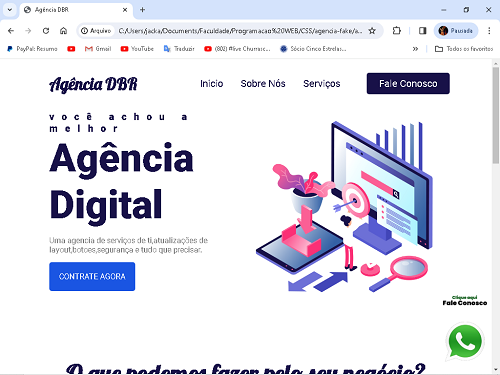 Agência DBR
Arquivo
C:/Users/jacka/Documents/Faculdade/Programacao%20WEB/CSS/agencia-fake/a...
Pausada
PayPal: Resumo
Gmail
YouTube
Traduzir
(802) #live Churrasc...
Sócio Cinco Estrelas...
»
Todos os favoritos
Agência DBR
Inicio
Sobre Nós
Serviços
Fale Conosco
você achou a
melhor
Agência
Digital
Uma agencia de serviços de ti,atualizações de
layout,botoes,segurança e tudo que precisar.
CONTRATE AGORA
Clique aqui
Fale Conosco
O que podemos fazer pelo seu negócio?